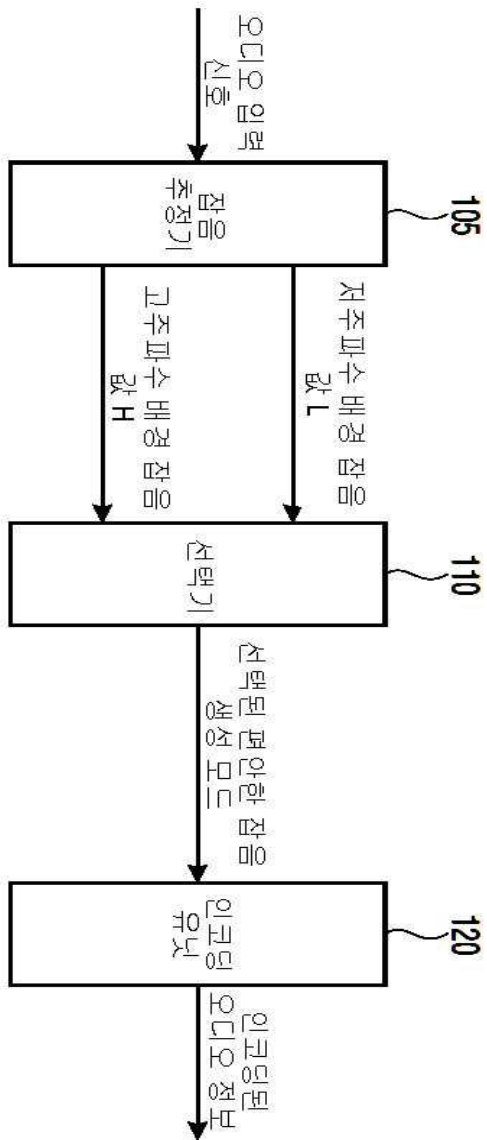 오디오 입력
신호
105
잡음
추정기
저주파수 배경 잡음
값 L
고주파수 배경 잡음
값 H
110
선택기
선택된 편안한 잡음
생성 모드
120
인코딩
유닛
인코딩된
오디오 정보